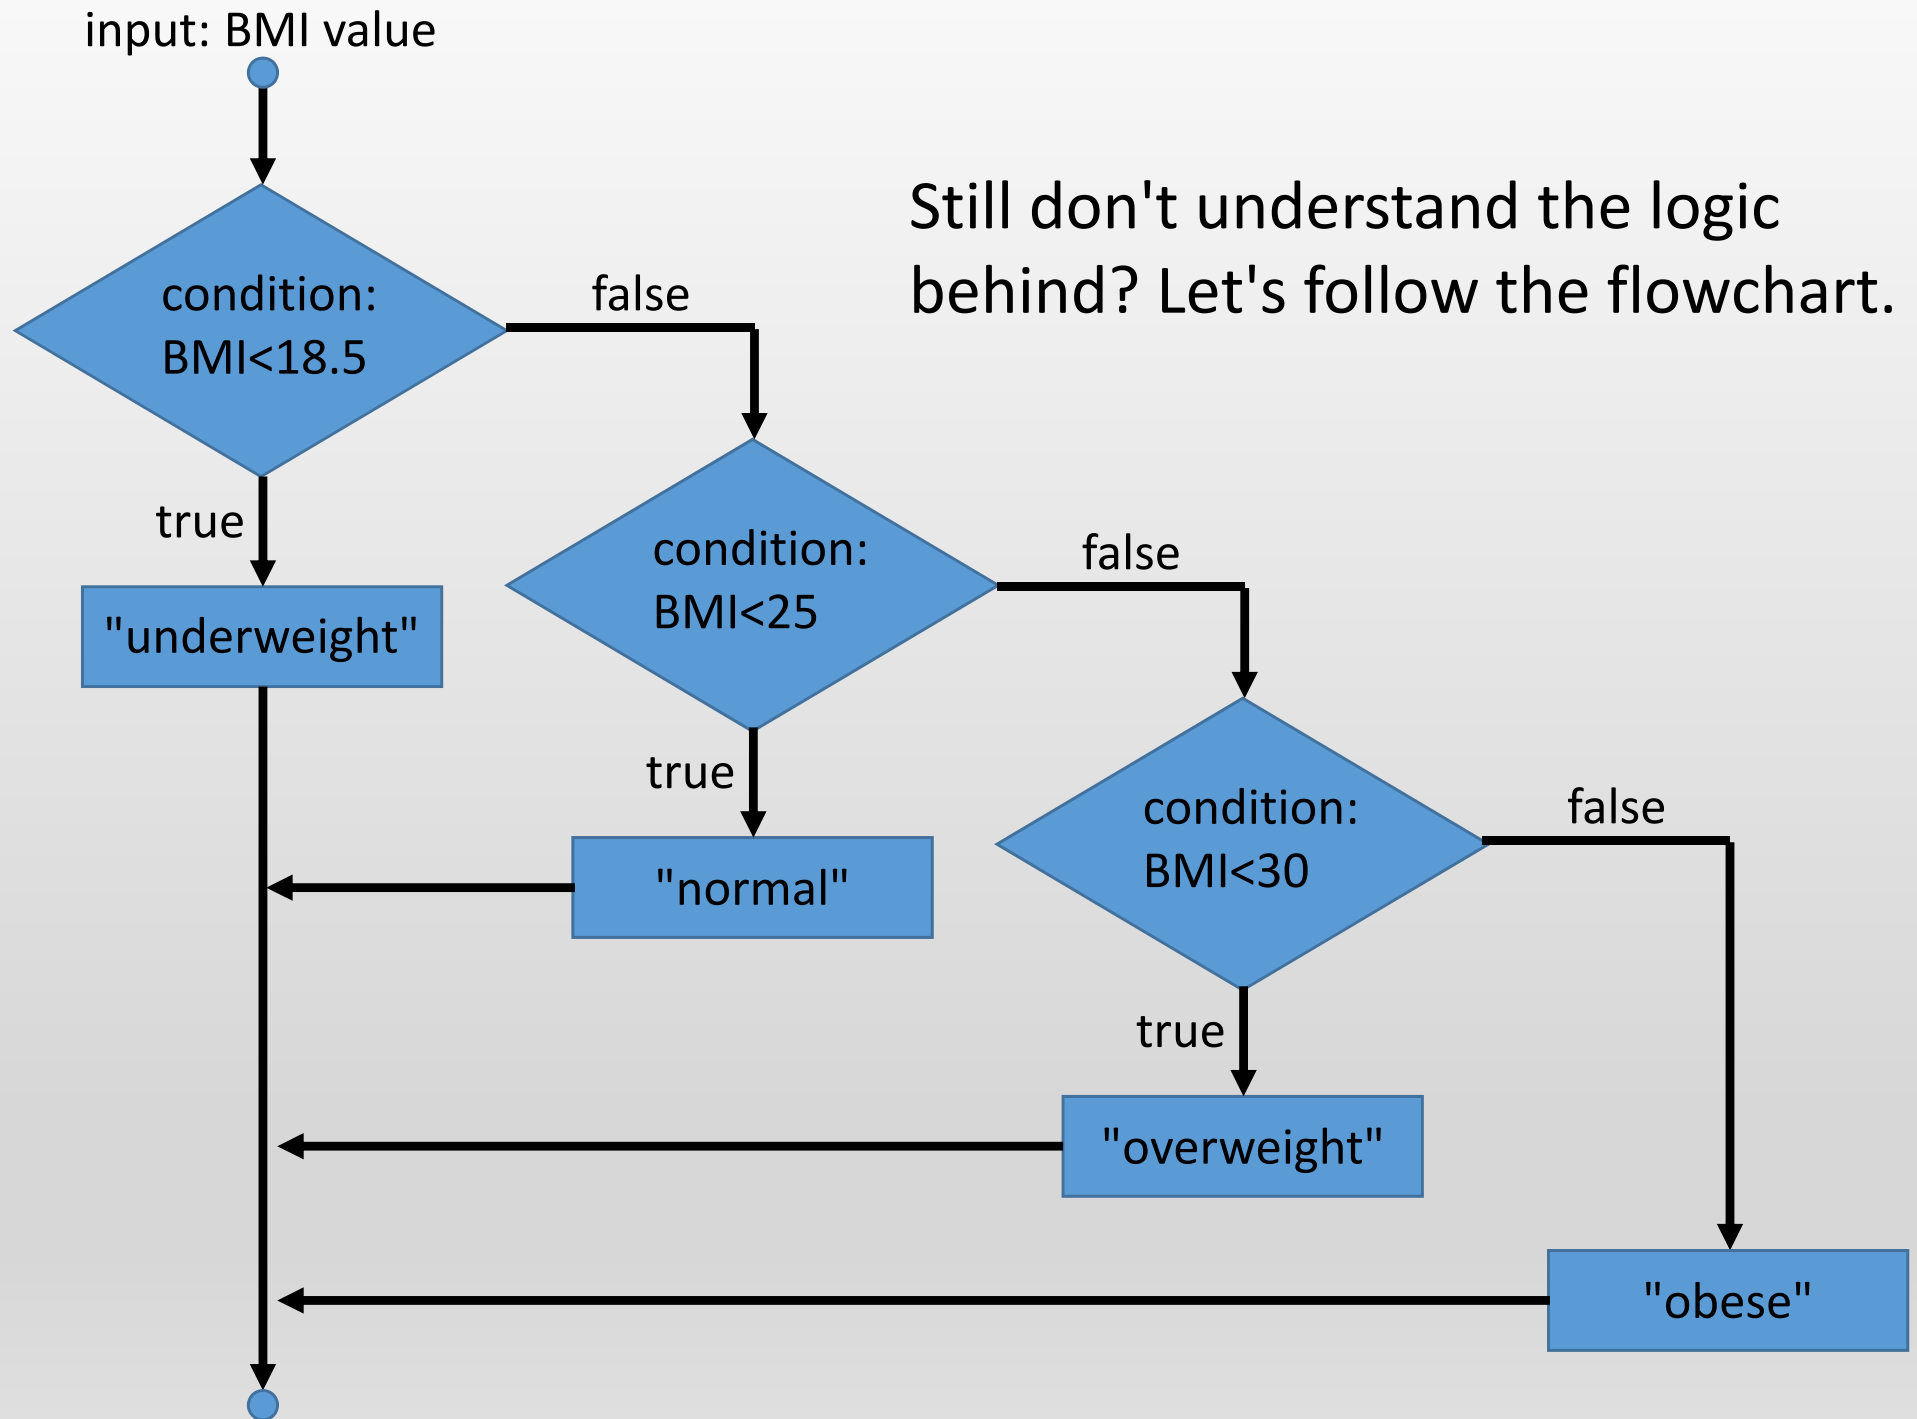 input: BMI value
Still don't understand the logic
behind? Let's follow the flowchart.
condition:
BMI<18.5
false
true
"underweight"
condition:
BMI<25
false
true
"normal"
condition:
BMI<30
false
true
"overweight"
"obese"